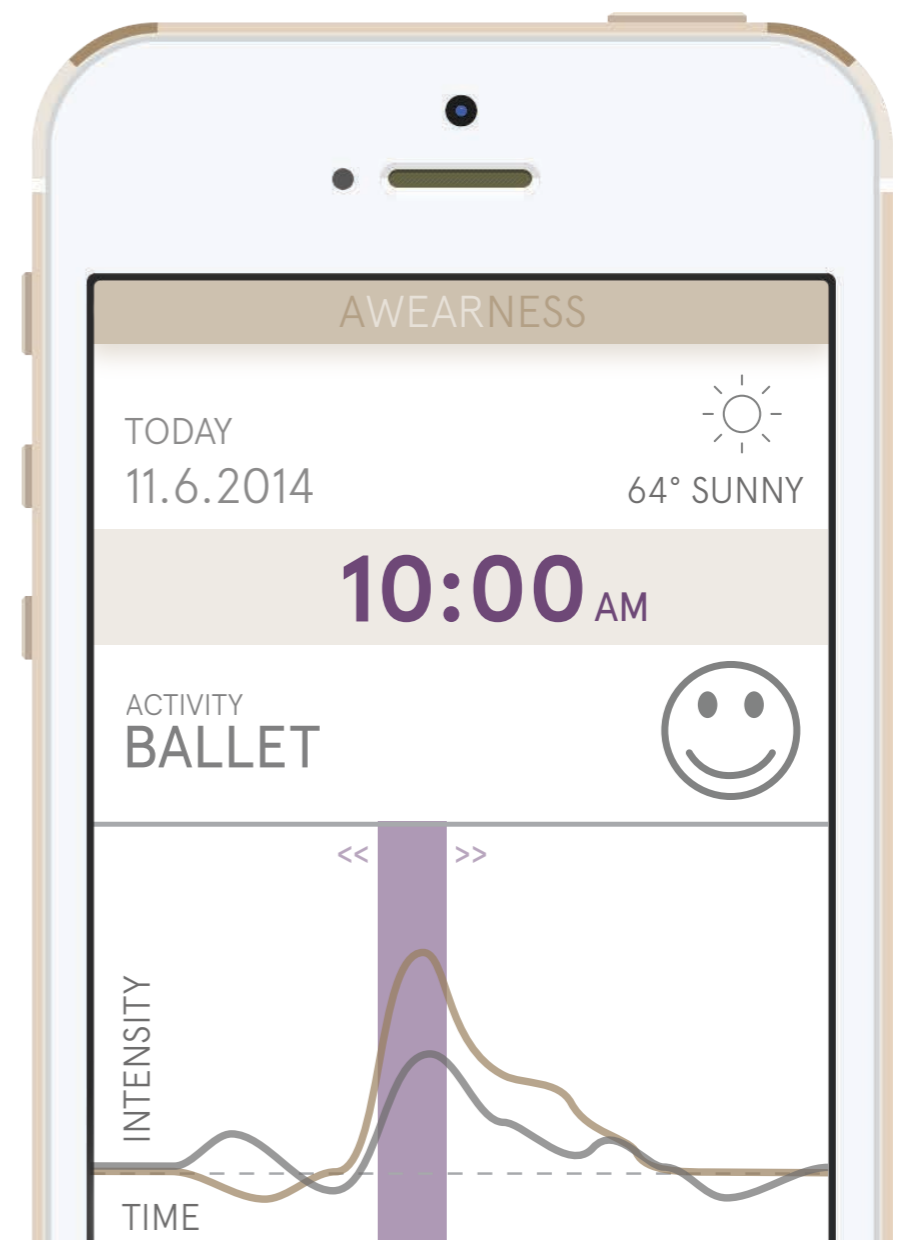 AWEARNESS
TODAY
11.6.2014
64° SUNNY
10:00 AM
ACTIVITY
BALLET
<< >>
INTENSITY
TIME